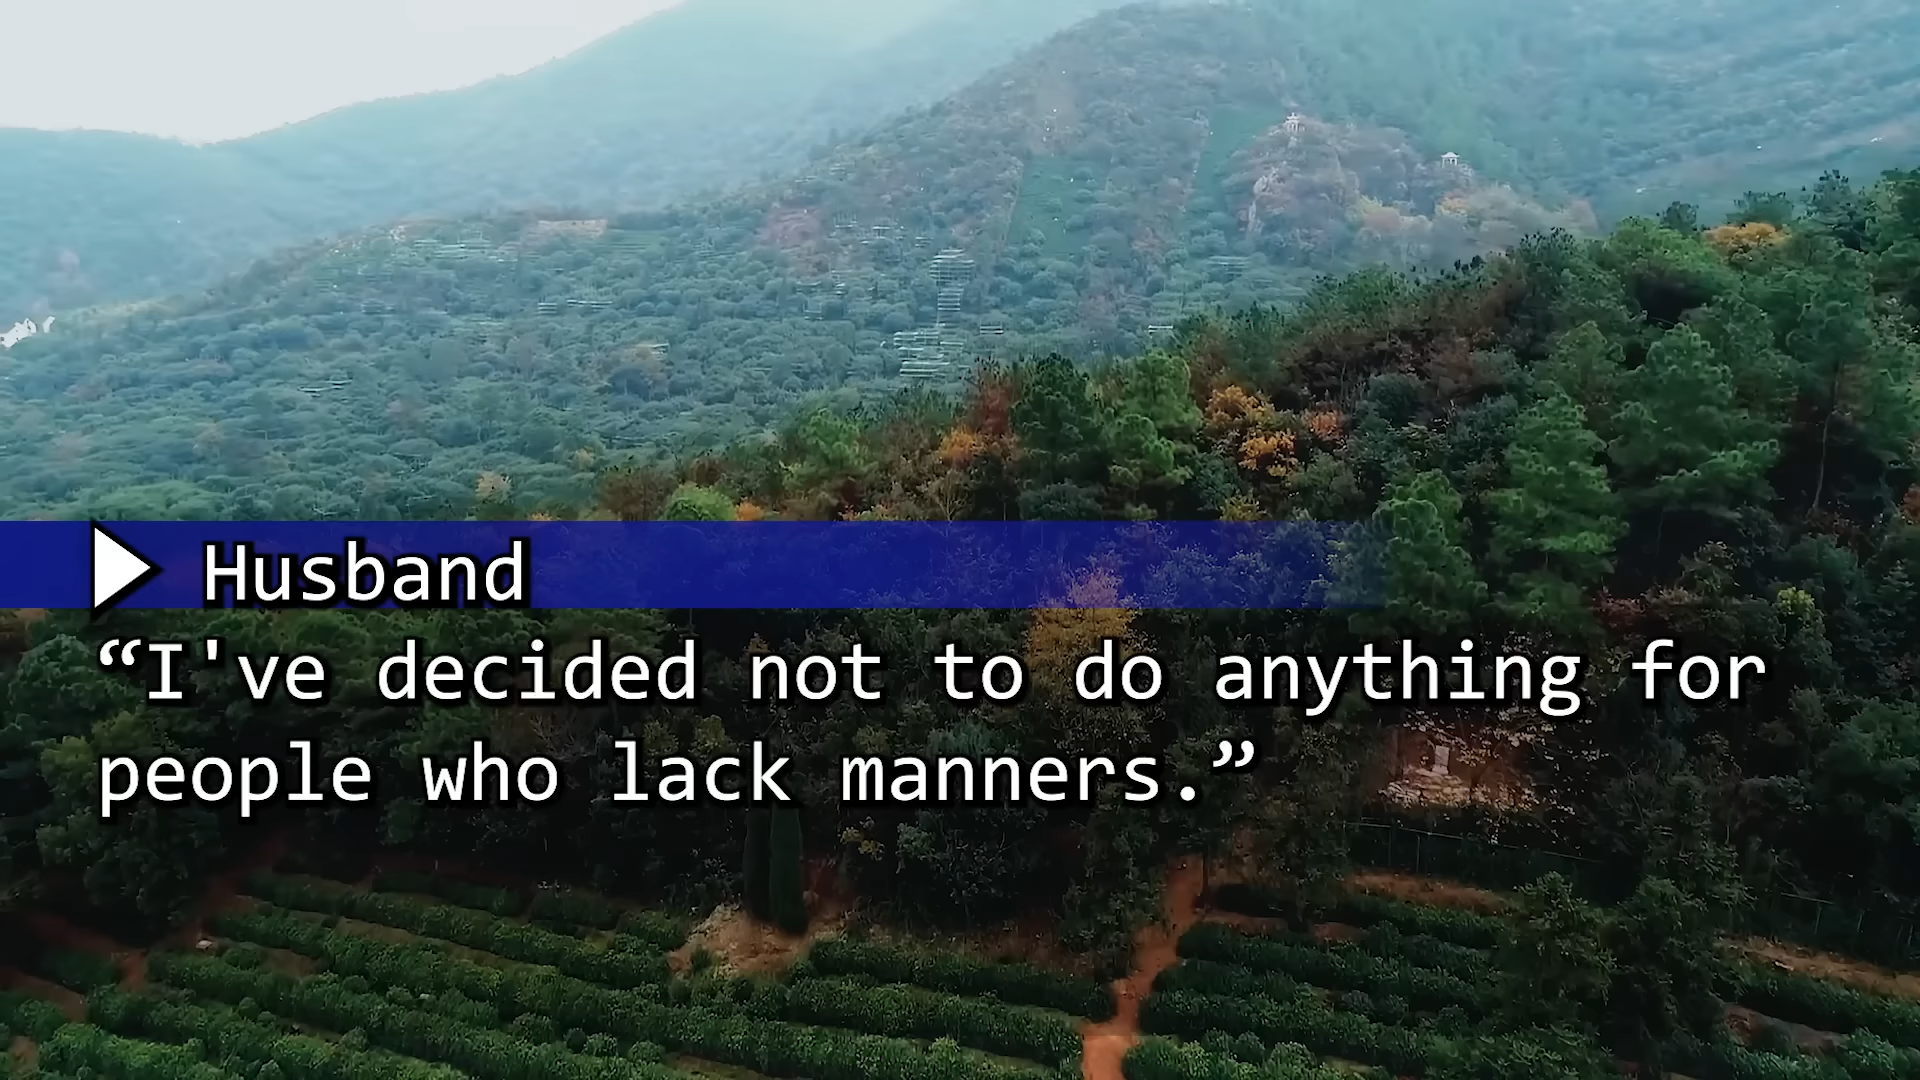 Husband
“I've decided not to do anything for
people who lack manners.”